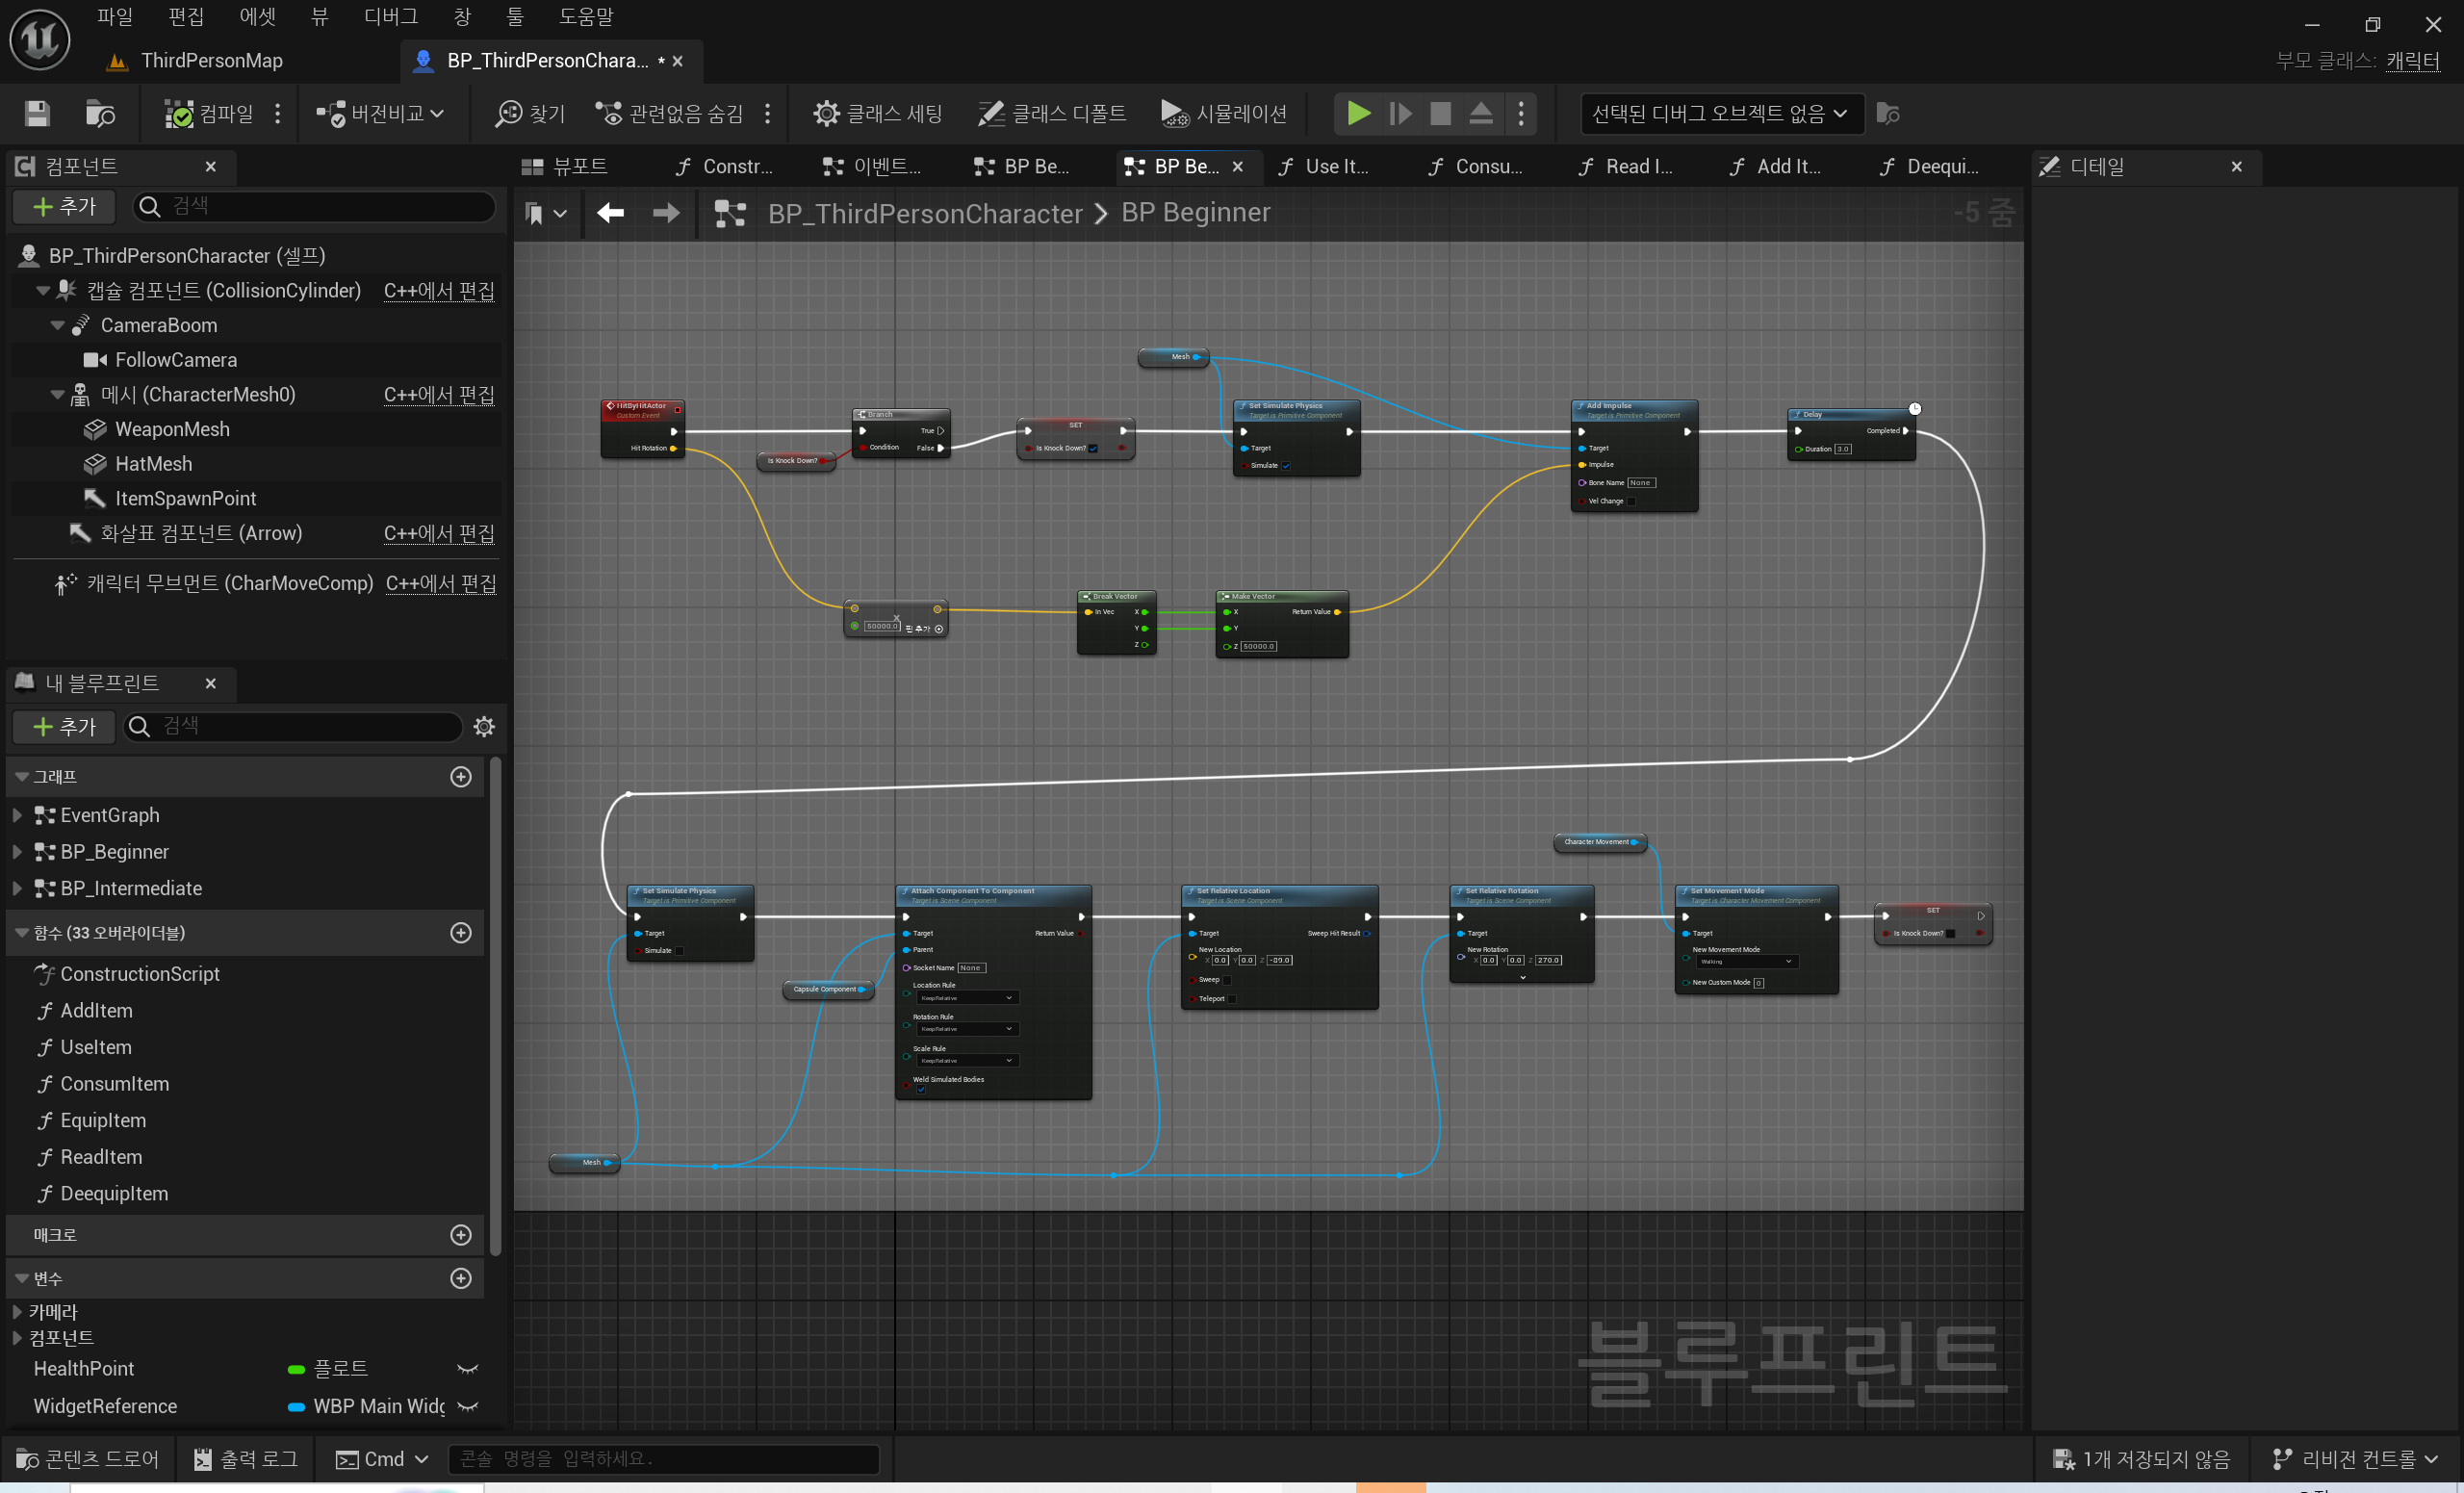 파일 편집 에셋 뷰 디버그 창 툴 도움말
ThirdPersonMap
BP_ThirdPersonChara... *
부모 클래스: 캐릭터
컴파일
버전비교
찾기
관련없음 숨김
클래스 세팅
클래스 디폴트
시뮬레이션
선택된 디버그 오브젝트 없음
컴포넌트
추가
검색
BP_ThirdPersonCharacter (셀프)
캡슐 컴포넌트 (CollisionCylinder) C++에서 편집
CameraBoom
FollowCamera
메시 (CharacterMesh0) C++에서 편집
WeaponMesh
HatMesh
ItemSpawnPoint
화살표 컴포넌트 (Arrow) C++에서 편집
캐릭터 무브먼트 (CharMoveComp) C++에서 편집
내 블루프린트
추가
검색
그래프
EventGraph
BP_Beginner
BP_Intermediate
함수 (33 오버라이더블)
ConstructionScript
AddItem
UseItem
ConsumItem
EquipItem
ReadItem
DeequipItem
매크로
변수
카메라
컴포넌트
HealthPoint 플로트
WidgetReference WBP Main Widg
뷰포트
Constr...
이벤트...
BP Be...
BP Be...
Use It...
Consu...
Read I...
Add It...
Deequi...
BP_ThirdPersonCharacter > BP Beginner
-5 줌
Mesh
HitByHitActor
Custom Event
Hit Rotation
Is Knock Down?
Branch
True
Condition False
SET
Is Knock Down?
Set Simulate Physics
Target is Primitive Component
Target
Simulate
Add Impulse
Target is Primitive Component
Target
Impulse
Bone Name None
Vel Change
Delay
Completed
Duration 3.0
x
50000.0 핀 추가
Break Vector
In Vec X
Y
Z
Make Vector
X Return Value
Y
Z 50000.0
Character Movement
Set Simulate Physics
Target is Primitive Component
Target
Simulate
Capsule Component
Attach Component To Component
Target is Scene Component
Target Return Value
Parent
Socket Name None
Location Rule
KeepRelative
Rotation Rule
KeepRelative
Scale Rule
KeepRelative
Weld Simulated Bodies
Set Relative Location
Target is Scene Component
Target Sweep Hit Result
New Location
X 0.0 Y 0.0 Z -89.0
Sweep
Teleport
Set Relative Rotation
Target is Scene Component
Target
New Rotation
X 0.0 Y 0.0 Z 270.0
Set Movement Mode
Target is Character Movement Component
Target
New Movement Mode
Walking
New Custom Mode 0
SET
Is Knock Down?
Mesh
블루프린트
디테일
콘텐츠 드로어
출력 로그
Cmd
콘솔 명령을 입력하세요.
1개 저장되지 않음
리비전 컨트롤